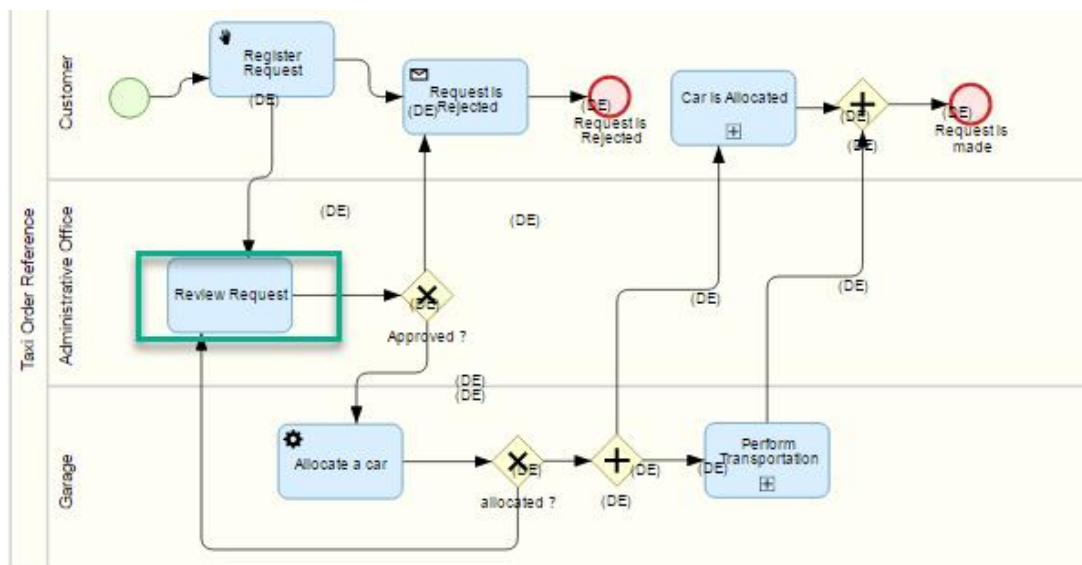 Taxi Order Reference
Customer
Register
Request
(DE)
Request is
Rejected
(DE)
(DE)
Request is
Rejected
Car is Allocated
(DE)
(DE)
(DE)
Request is
made
Administrative Office
(DE)
(DE)
Review Request
(DE)
Approved ?
(DE)
(DE)
(DE)
(DE)
Garage
Allocate a car
(DE)
allocated ?
(DE)
(DE)
(DE)
Perform
Transportation